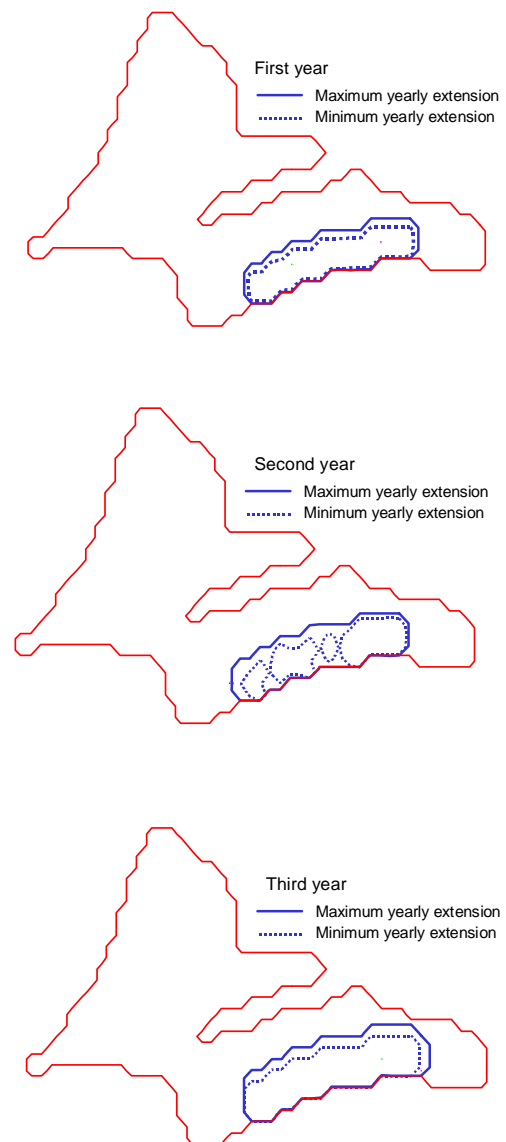 First year
Maximum yearly extension
Minimum yearly extension
Second year
Maximum yearly extension
Minimum yearly extension
Third year
Maximum yearly extension
Minimum yearly extension